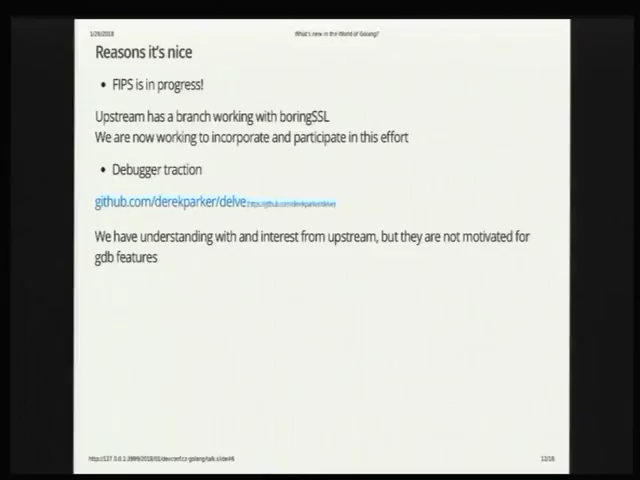 1/26/2018 What's new in the World of Golang?
Reasons it's nice
• FIPS is in progress!
Upstream has a branch working with boringSSL
We are now working to incorporate and participate in this effort
• Debugger traction
github.com/derekparker/delve (https://github.com/derekparker/delve)
We have understanding with and interest from upstream, but they are not motivated for
gdb features
12/16